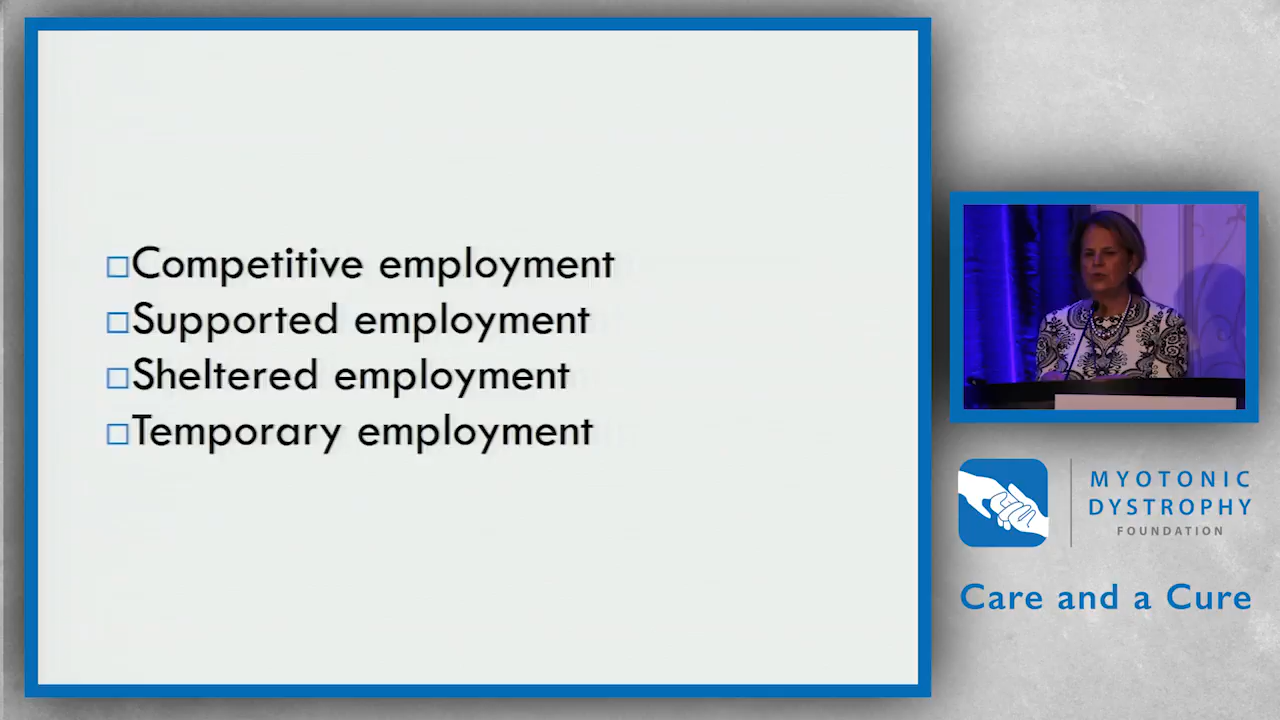 □Competitive employment
□Supported employment
□Sheltered employment
□Temporary employment
MYOTONIC
DYSTROPHY
FOUNDATION
Care and a Cure